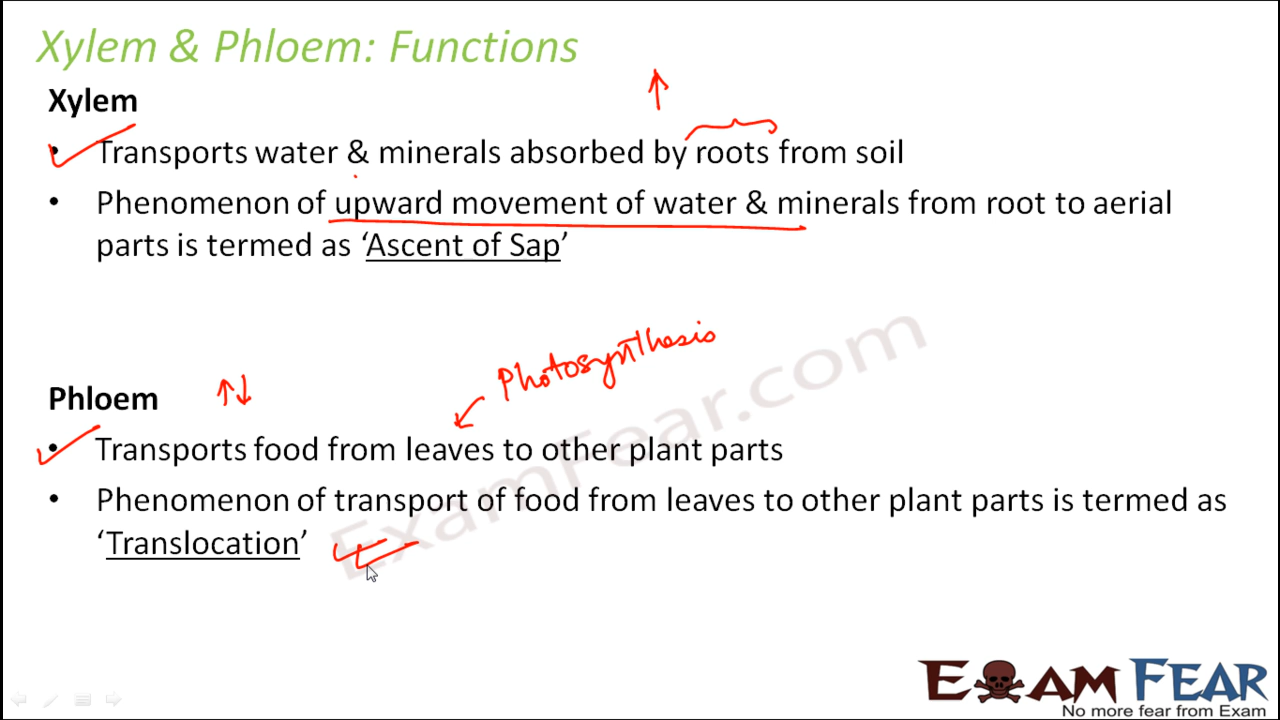 Xylem & Phloem: Functions
Xylem
• Transports water & minerals absorbed by roots from soil
• Phenomenon of upward movement of water & minerals from root to aerial
parts is termed as ‘Ascent of Sap’
Photosynthesis
Phloem
• Transports food from leaves to other plant parts
• Phenomenon of transport of food from leaves to other plant parts is termed as
‘Translocation’
ExamFear.com
EXAM FEAR
No more fear from Exam